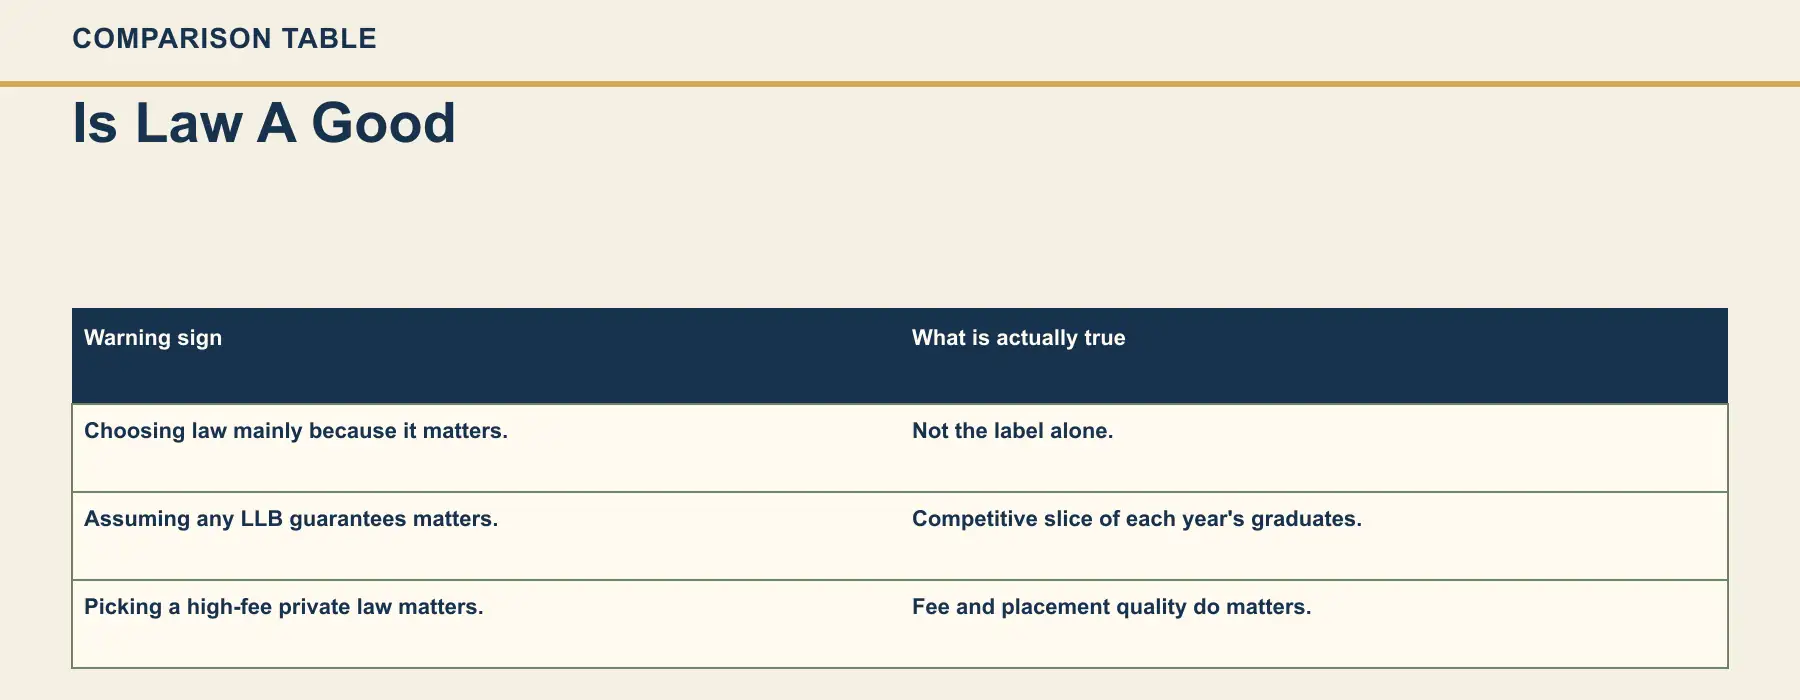 COMPARISON TABLE
Is Law A Good
Warning sign
What is actually true
Choosing law mainly because it matters.
Not the label alone.
Assuming any LLB guarantees matters.
Competitive slice of each year's graduates.
Picking a high-fee private law matters.
Fee and placement quality do matters.